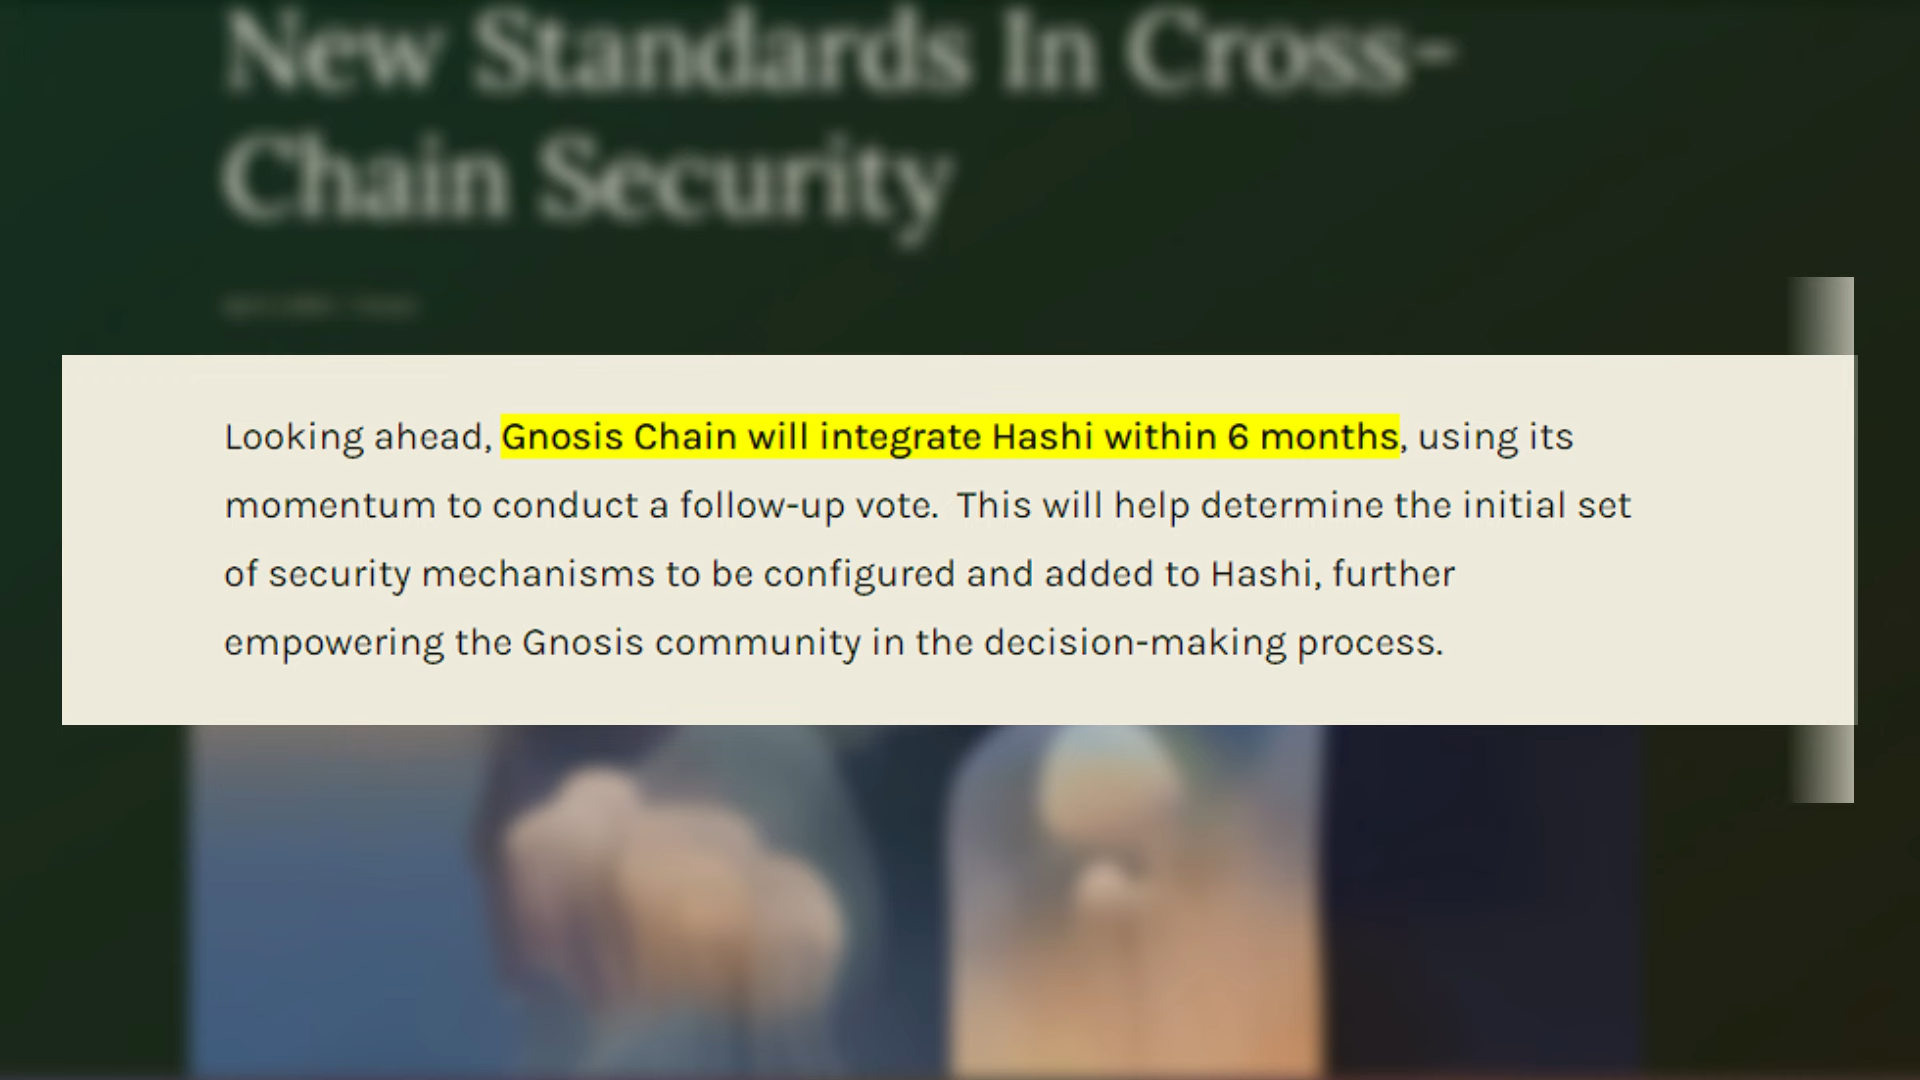 New Standards In Cross-
Chain Security
Looking ahead, Gnosis Chain will integrate Hashi within 6 months, using its
momentum to conduct a follow-up vote.  This will help determine the initial set
of security mechanisms to be configured and added to Hashi, further
empowering the Gnosis community in the decision-making process.